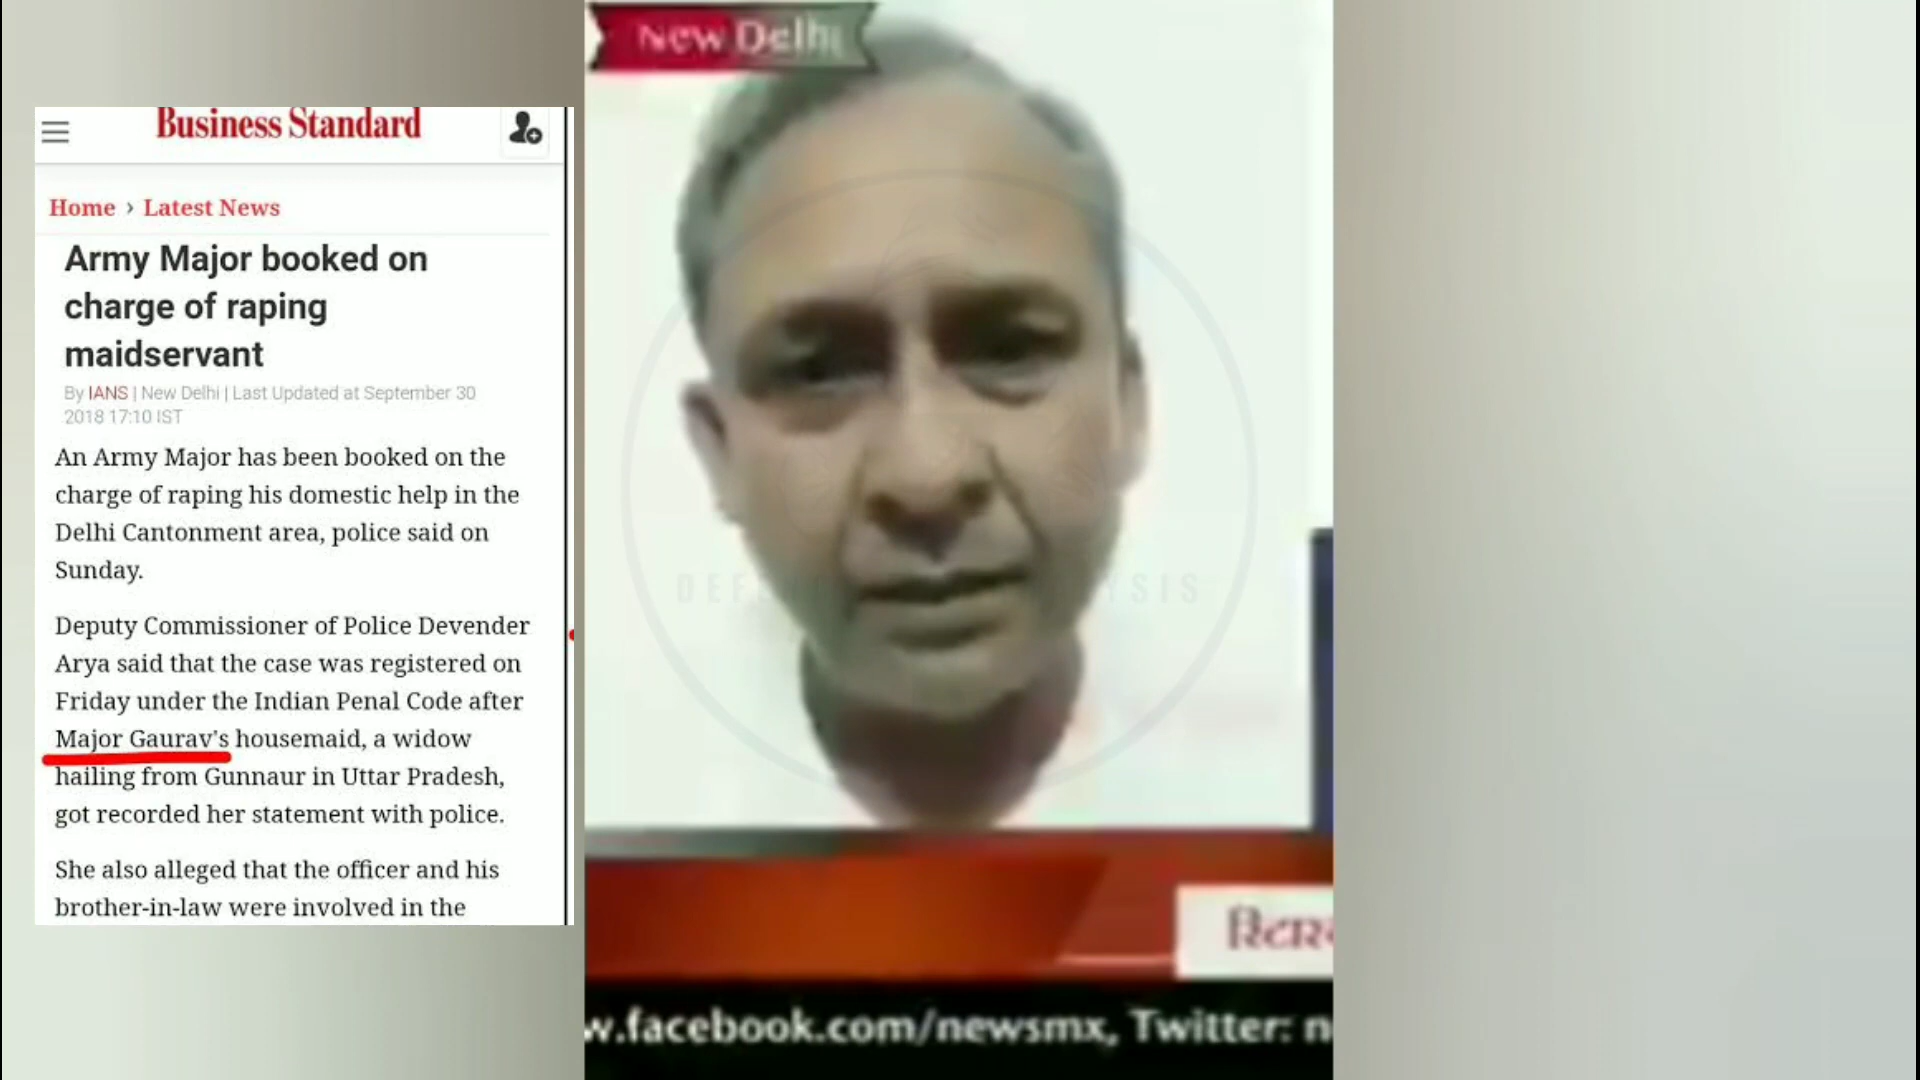 Business Standard
Home › Latest News
Army Major booked on
charge of raping
maidservant
By IANS | New Delhi | Last Updated at September 30
2018 17:10 IST
An Army Major has been booked on the
charge of raping his domestic help in the
Delhi Cantonment area, police said on
Sunday.
Deputy Commissioner of Police Devender
Arya said that the case was registered on
Friday under the Indian Penal Code after
Major Gaurav's housemaid, a widow
hailing from Gunnaur in Uttar Pradesh,
got recorded her statement with police.
She also alleged that the officer and his
brother-in-law were involved in the
New Delhi
w.facebook.com/newsmx, Twitter: n